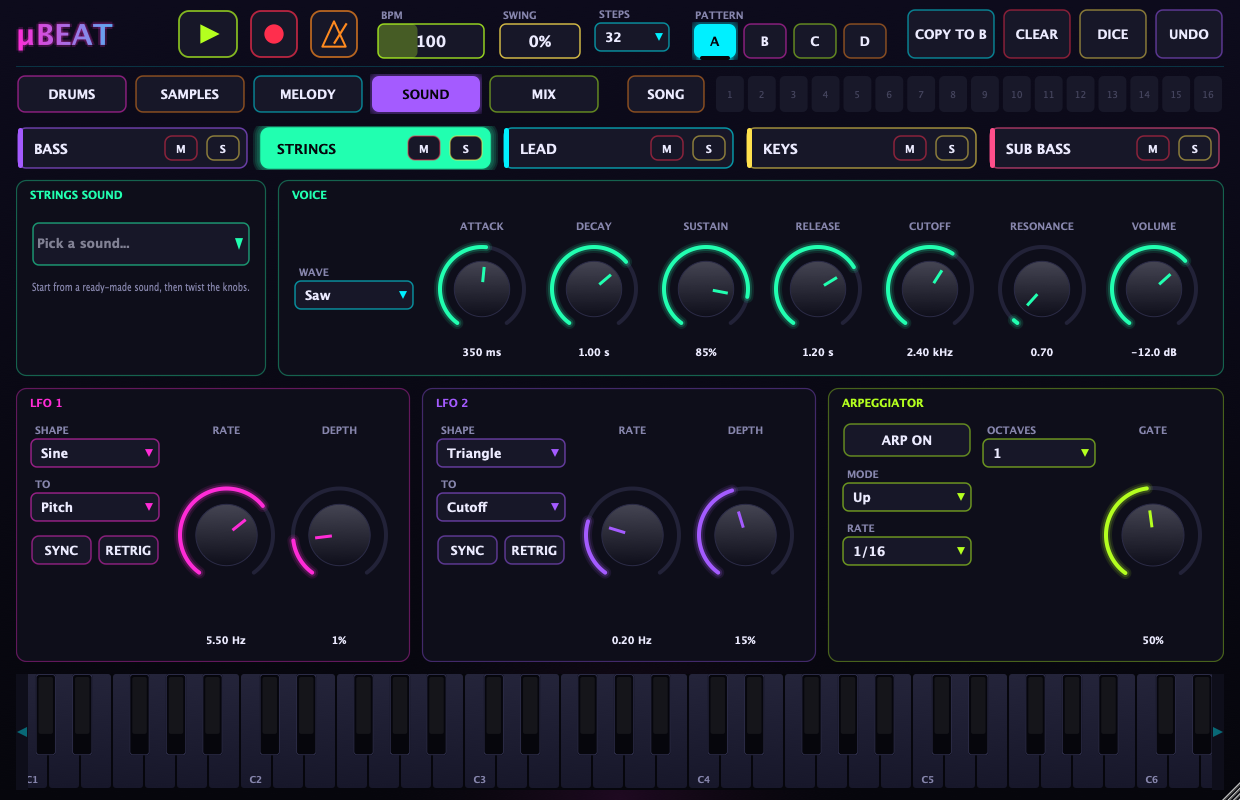 µBEAT
BPM
100
SWING
0%
STEPS
32
PATTERN
A B C D
COPY TO B
CLEAR
DICE
UNDO
DRUMS SAMPLES MELODY SOUND MIX SONG 1 2 3 4 5 6 7 8 9 10 11 12 13 14 15 16
BASS M S STRINGS M S LEAD M S KEYS M S SUB BASS M S
STRINGS SOUND
Pick a sound...
Start from a ready-made sound, then twist the knobs.
VOICE
WAVE
Saw
ATTACK DECAY SUSTAIN RELEASE CUTOFF RESONANCE VOLUME
350 ms 1.00 s 85% 1.20 s 2.40 kHz 0.70 -12.0 dB
LFO 1
SHAPE RATE DEPTH
Sine
TO
Pitch
SYNC RETRIG
5.50 Hz 1%
LFO 2
SHAPE RATE DEPTH
Triangle
TO
Cutoff
SYNC RETRIG
0.20 Hz 15%
ARPEGGIATOR
ARP ON
OCTAVES
1
GATE
MODE
Up
RATE
1/16
50%
C1 C2 C3 C4 C5 C6